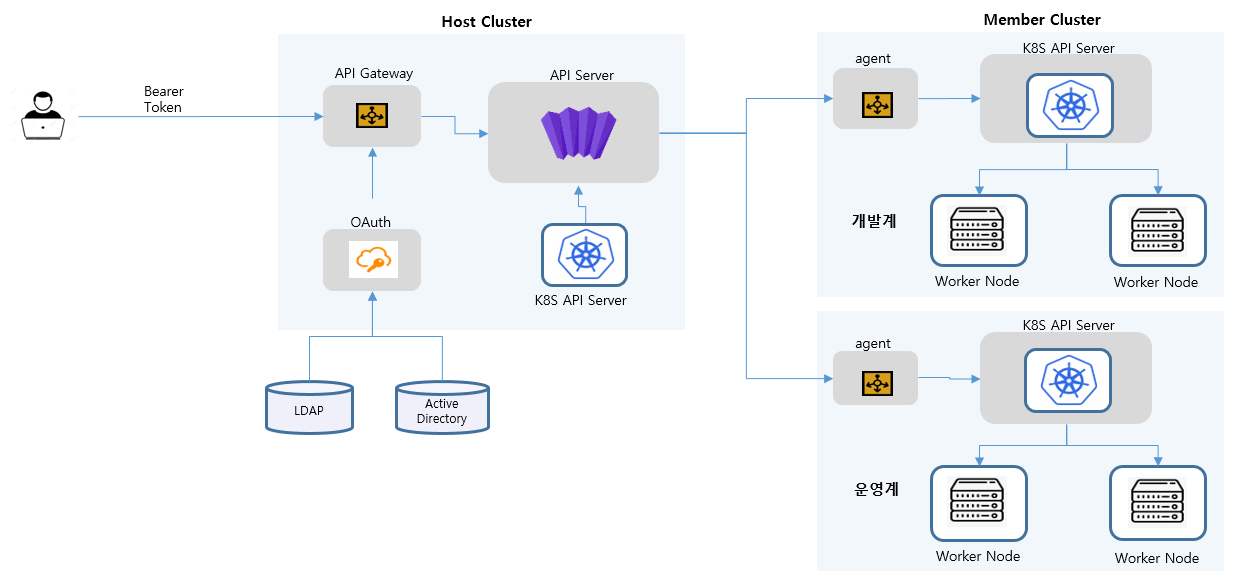 Host Cluster
Member Cluster
Bearer
Token
API Gateway
API Server
OAuth
K8S API Server
LDAP
Active
Directory
agent
K8S API Server
개발계
Worker Node
Worker Node
agent
K8S API Server
운영계
Worker Node
Worker Node